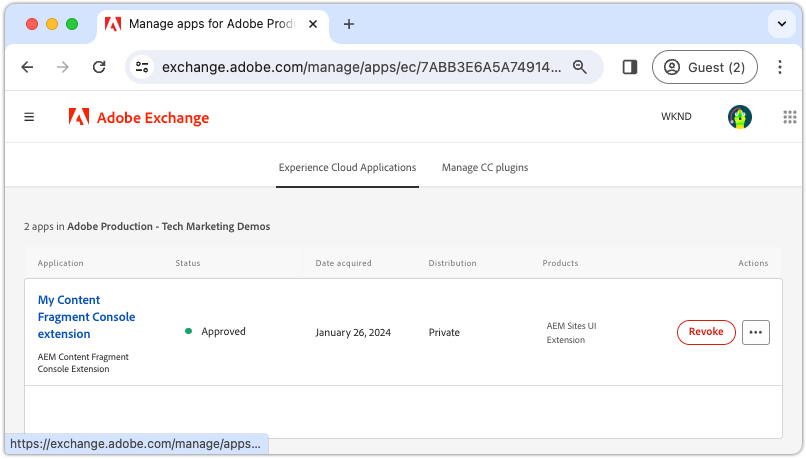 Manage apps for Adobe Prod
exchange.adobe.com/manage/apps/ec/7ABB3E6A5A74914...
Guest (2)
Adobe Exchange
WKND
Experience Cloud Applications
Manage CC plugins
2 apps in Adobe Production - Tech Marketing Demos
Application Status Date acquired Distribution Products Actions
My Content
Fragment Console
extension
AEM Content Fragment
Console Extension
Approved
January 26, 2024
Private
AEM Sites UI
Extension
Revoke
https://exchange.adobe.com/manage/apps...